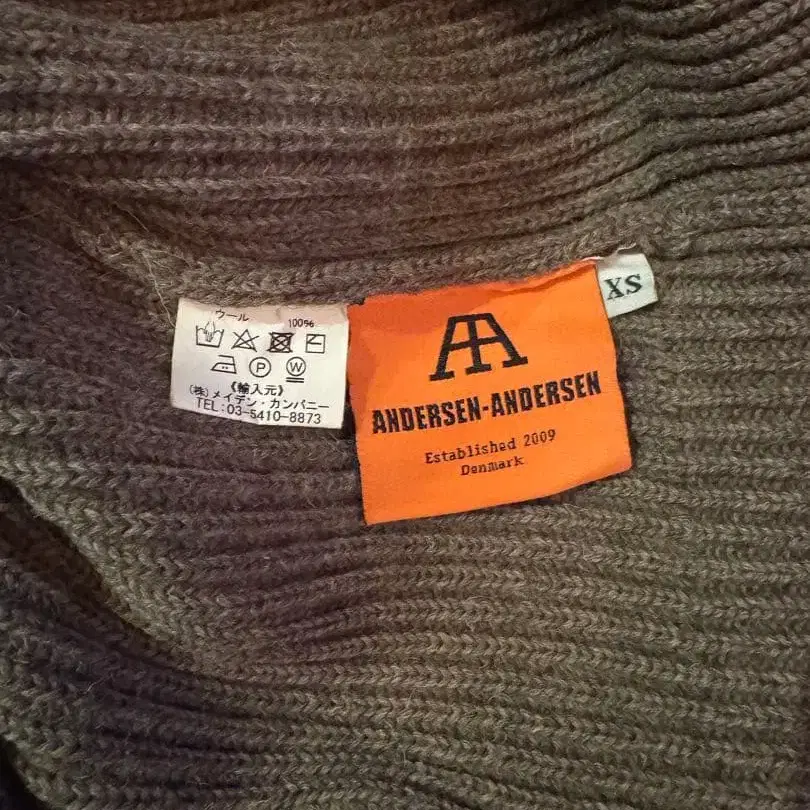 ウール 100%
P W
《輸入元》
(株)メイデン・カンパニー
TEL:03-5410-8873
XS
ANDERSEN-ANDERSEN
Established 2009
Denmark